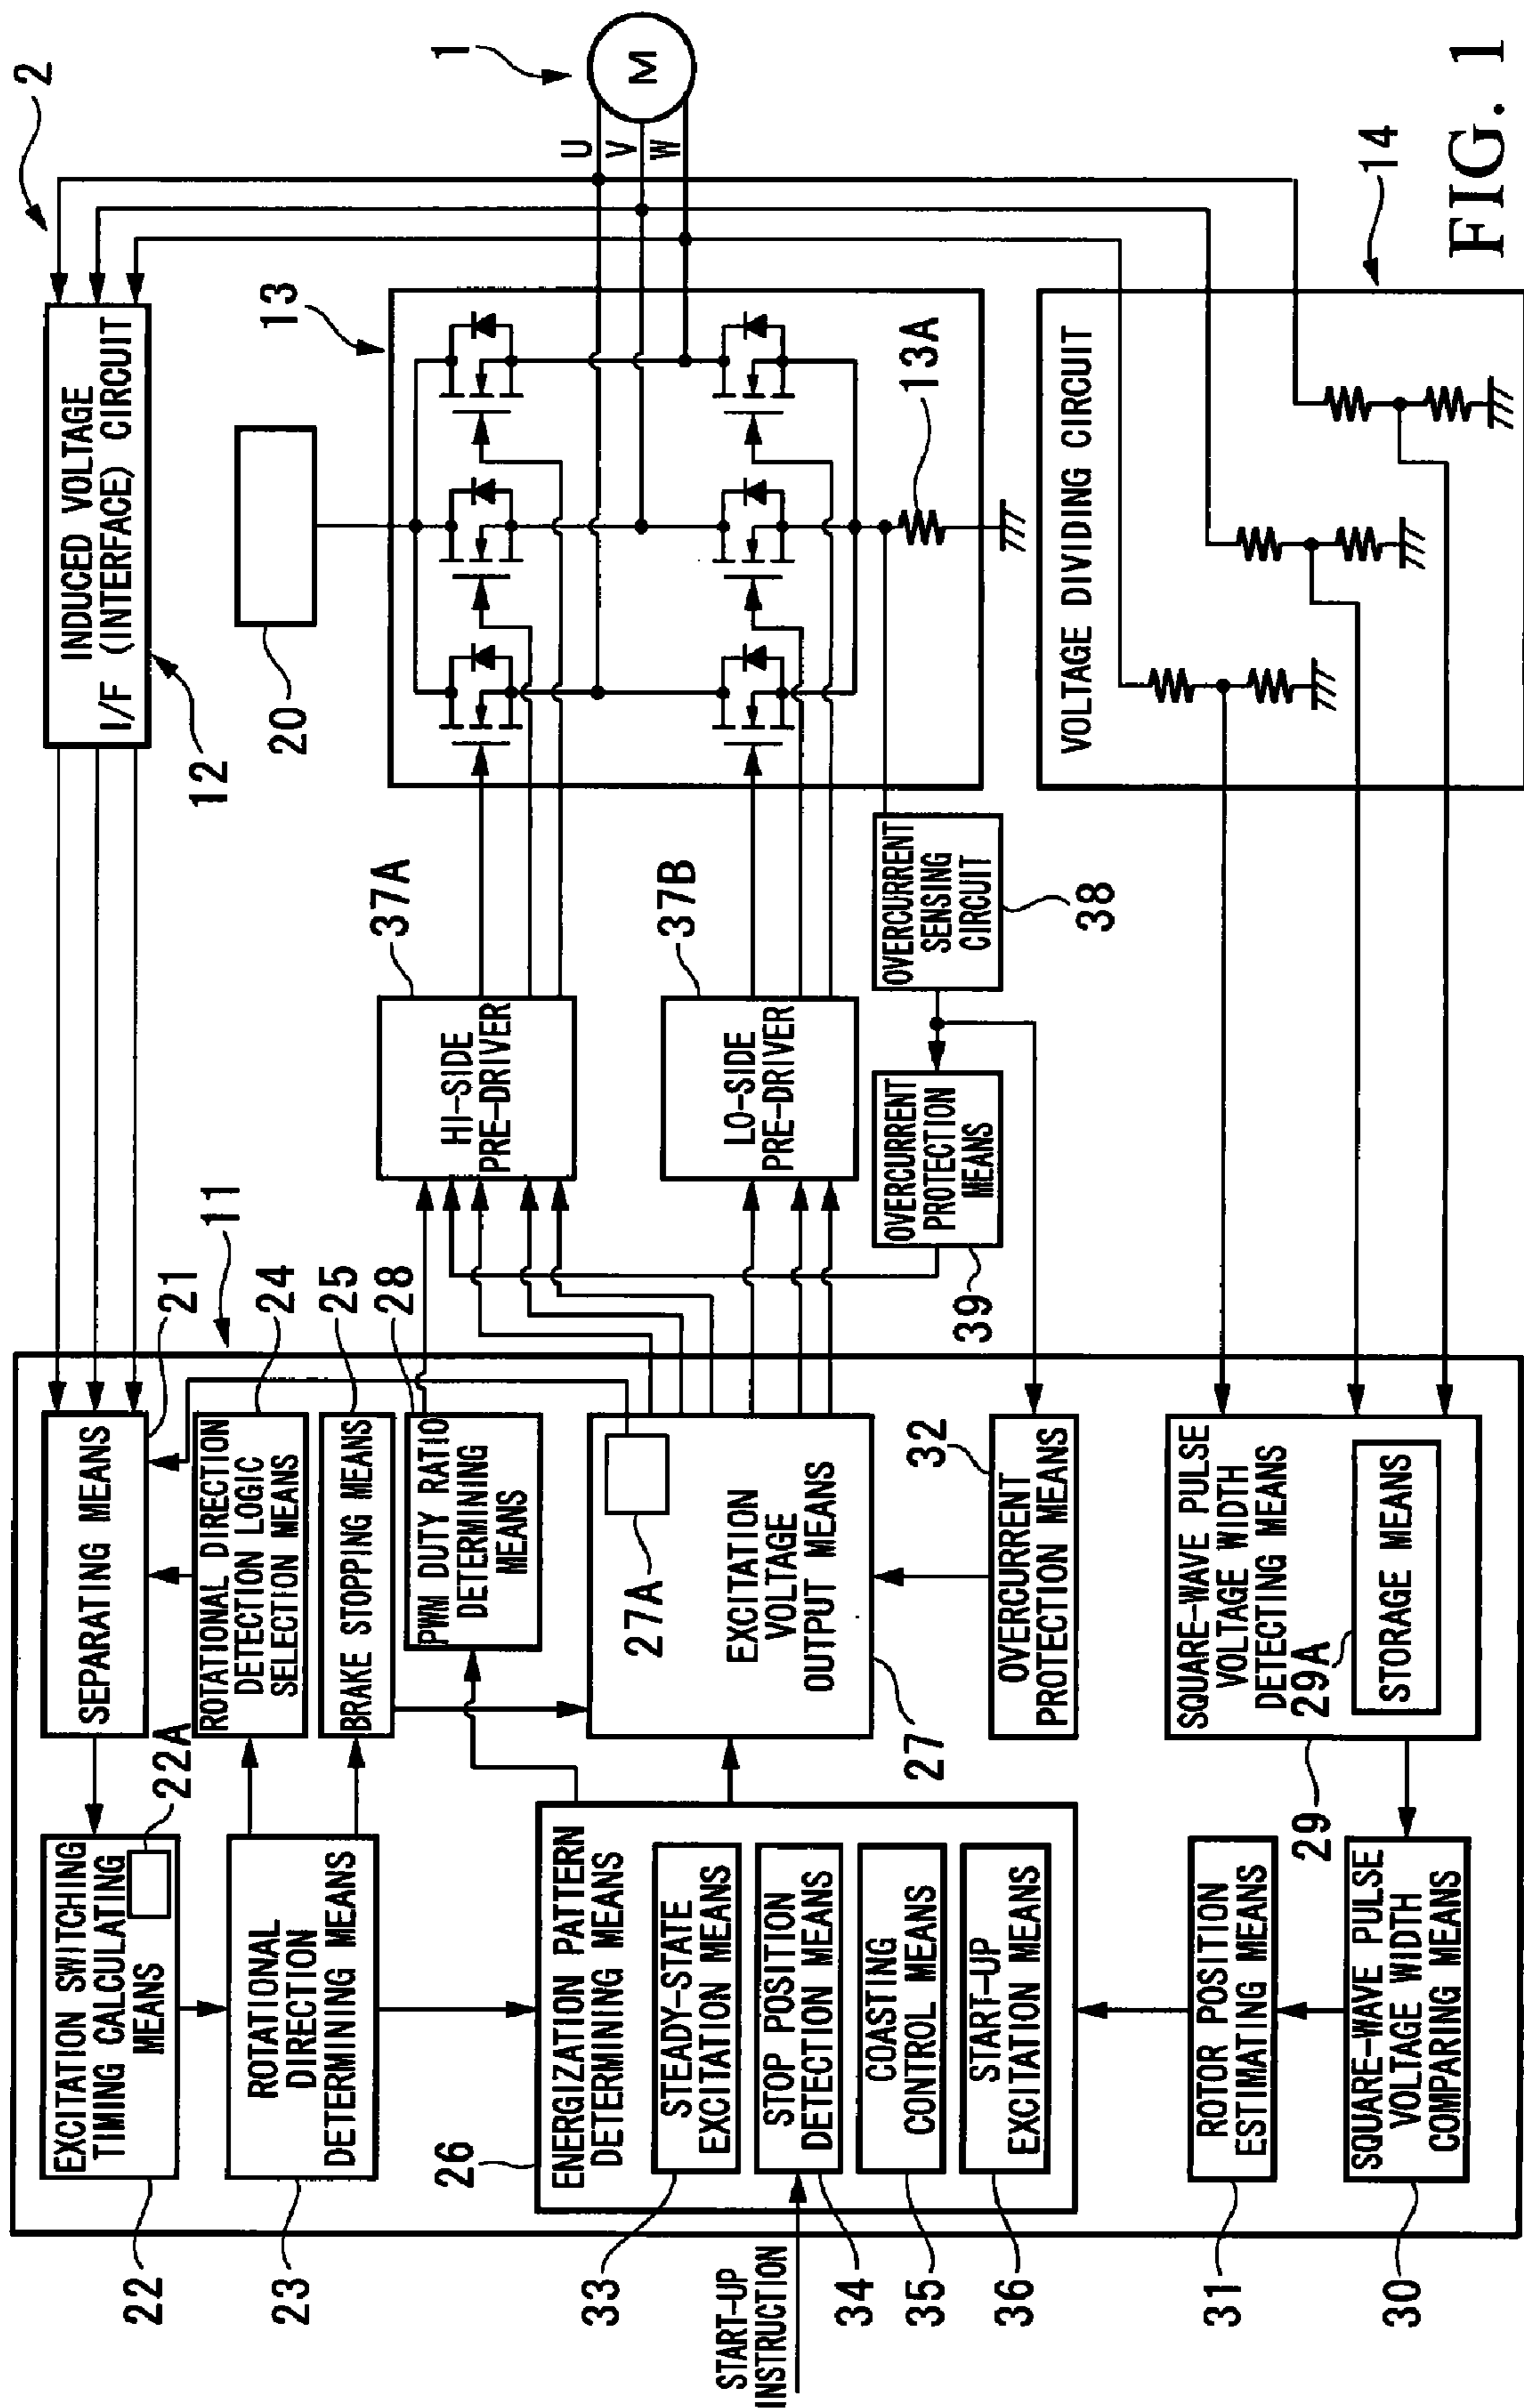 2
1
M
U
V
W
INDUCED VOLTAGE
I/F (INTERFACE) CIRCUIT
12
20
13
13A
14
VOLTAGE DIVIDING CIRCUIT
FIG. 1
37A
HI-SIDE
PRE-DRIVER
37B
LO-SIDE
PRE-DRIVER
OVERCURRENT
SENSING
CIRCUIT
38
OVERCURRENT
PROTECTION
MEANS
39
11
21
SEPARATING MEANS
24
ROTATIONAL DIRECTION
DETECTION LOGIC
SELECTION MEANS
25
BRAKE STOPPING MEANS
28
PWM DUTY RATIO
DETERMINING
MEANS
27A
EXCITATION
VOLTAGE
OUTPUT MEANS
27
32
OVERCURRENT
PROTECTION MEANS
SQUARE-WAVE PULSE
VOLTAGE WIDTH
DETECTING MEANS
29A
STORAGE MEANS
29
EXCITATION SWITCHING
TIMING CALCULATING
MEANS
22A
22
ROTATIONAL
DIRECTION
DETERMINING MEANS
23
26
ENERGIZATION PATTERN
DETERMINING MEANS
STEADY-STATE
EXCITATION MEANS
33
STOP POSITION
DETECTION MEANS
34
COASTING
CONTROL MEANS
35
START-UP
EXCITATION MEANS
36
START-UP
INSTRUCTION
ROTOR POSITION
ESTIMATING MEANS
31
SQUARE-WAVE PULSE
VOLTAGE WIDTH
COMPARING MEANS
30